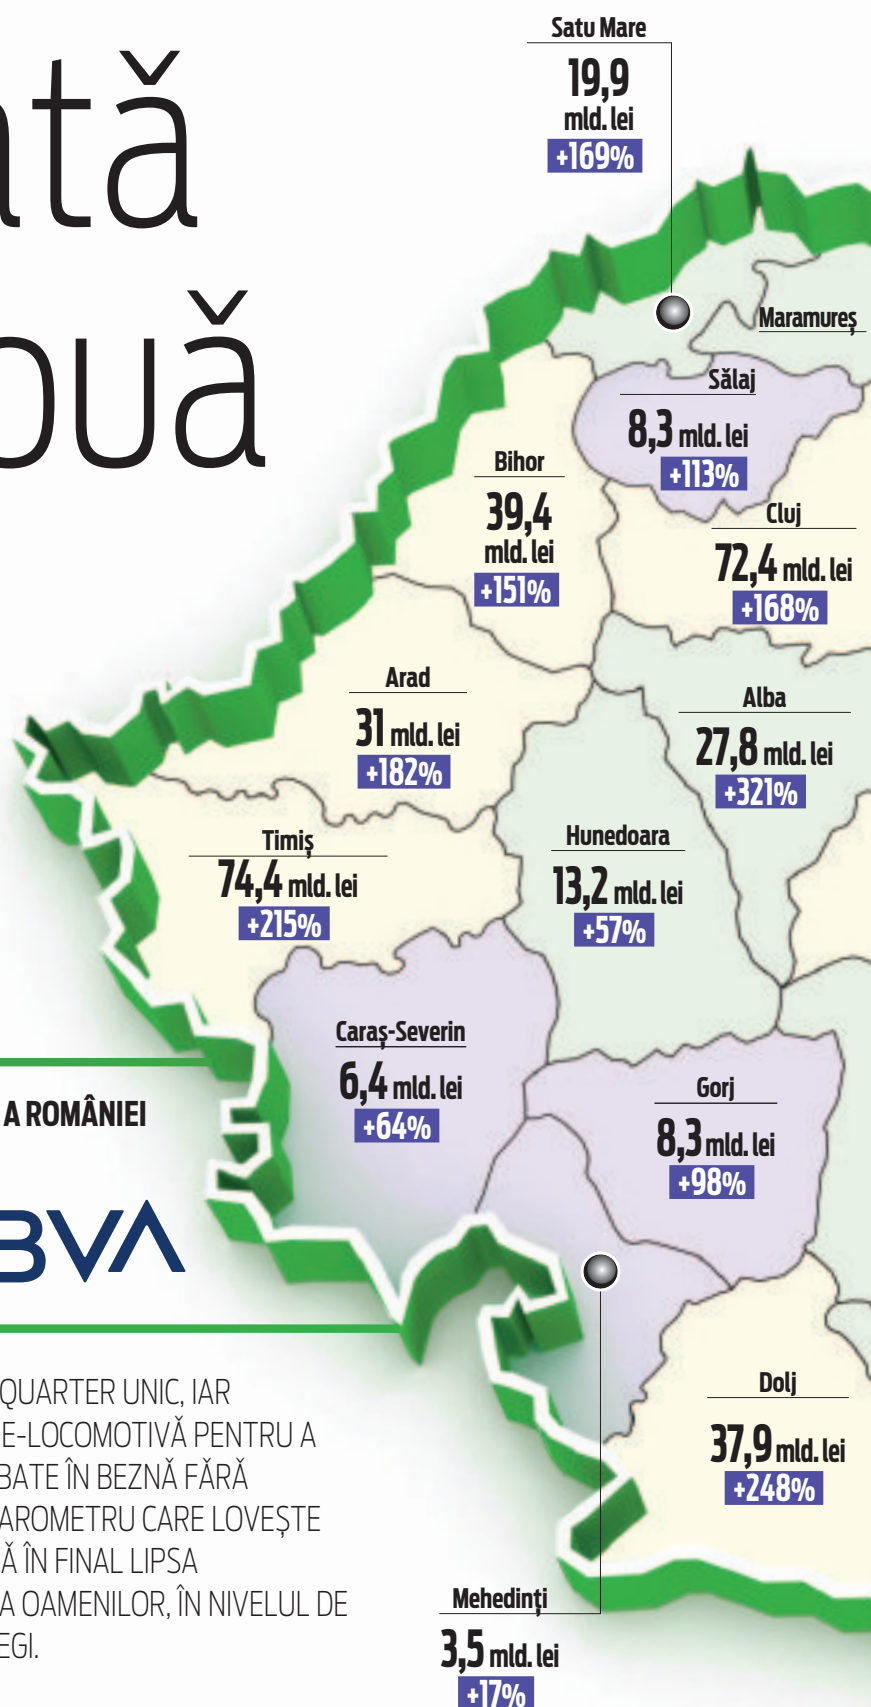 tă
ouă
Satu Mare
19,9
mld. lei
+169%
Maramureș
Sălaj
8,3 mld. lei
+113%
Bihor
39,4
mld. lei
+151%
Cluj
72,4 mld. lei
+168%
Arad
31 mld. lei
+182%
Alba
27,8 mld. lei
+321%
Timiș
74,4 mld. lei
+215%
Hunedoara
13,2 mld. lei
+57%
Caraș-Severin
6,4 mld. lei
+64%
Gorj
8,3 mld. lei
+98%
A ROMÂNIEI
BVA
QUARTER UNIC, IAR
E-LOCOMOTIVĂ PENTRU A
BATE ÎN BEZNĂ FĂRĂ
AROMETRU CARE LOVEȘTE
Ă ÎN FINAL LIPSA
A OAMENILOR, ÎN NIVELUL DE
EGI.
Dolj
37,9 mld. lei
+248%
Mehedinți
3,5 mld. lei
+17%